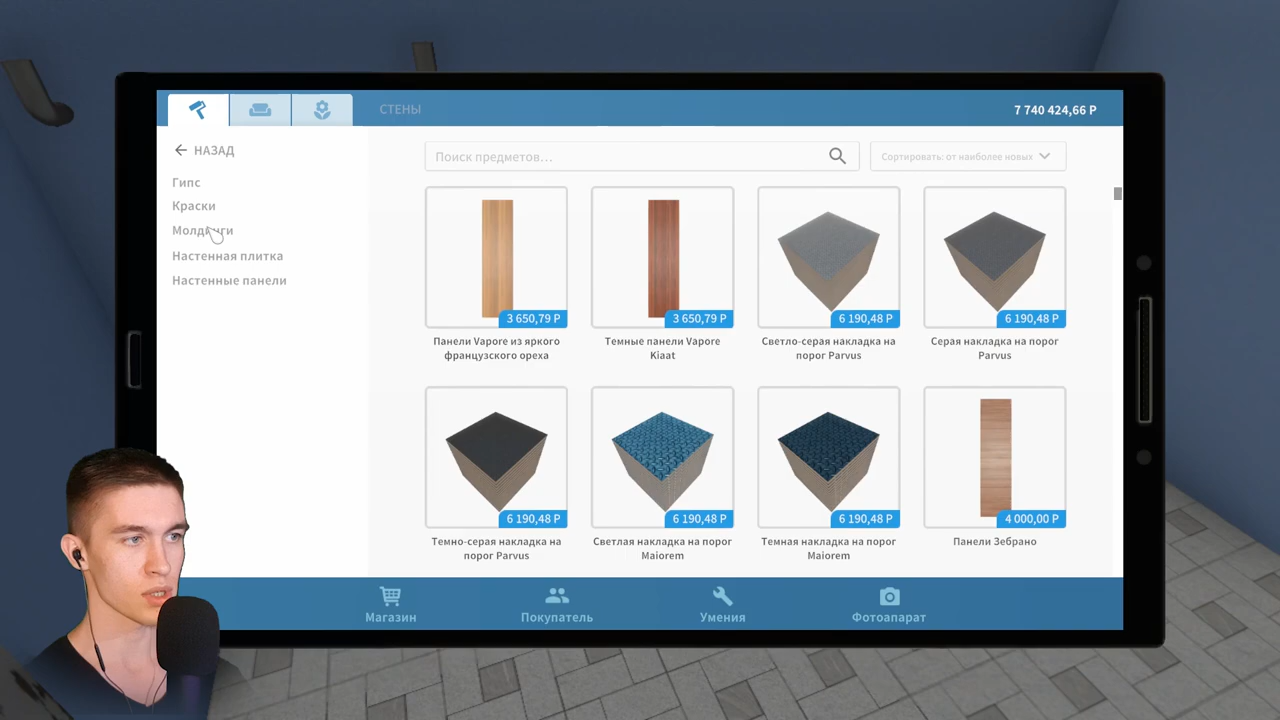 СТЕНЫ
7 740 424,66 Р
НАЗАД
Гипс
Краски
Молдинги
Настенная плитка
Настенные панели
Поиск предметов...
Сортировать: от наиболее новых
3 650,79 Р
Панели Vapore из яркого
французского ореха
3 650,79 Р
Темные панели Vapore
Kiaat
6 190,48 Р
Светло-серая накладка на
порог Parvus
6 190,48 Р
Серая накладка на
порог Parvus
6 190,48 Р
Темно-серая накладка на
порог Parvus
6 190,48 Р
Светлая накладка на порог
Maiorem
6 190,48 Р
Темная накладка на порог
Maiorem
4 000,00 Р
Панели Зебрано
Магазин
Покупатель
Умения
Фотоаппарат